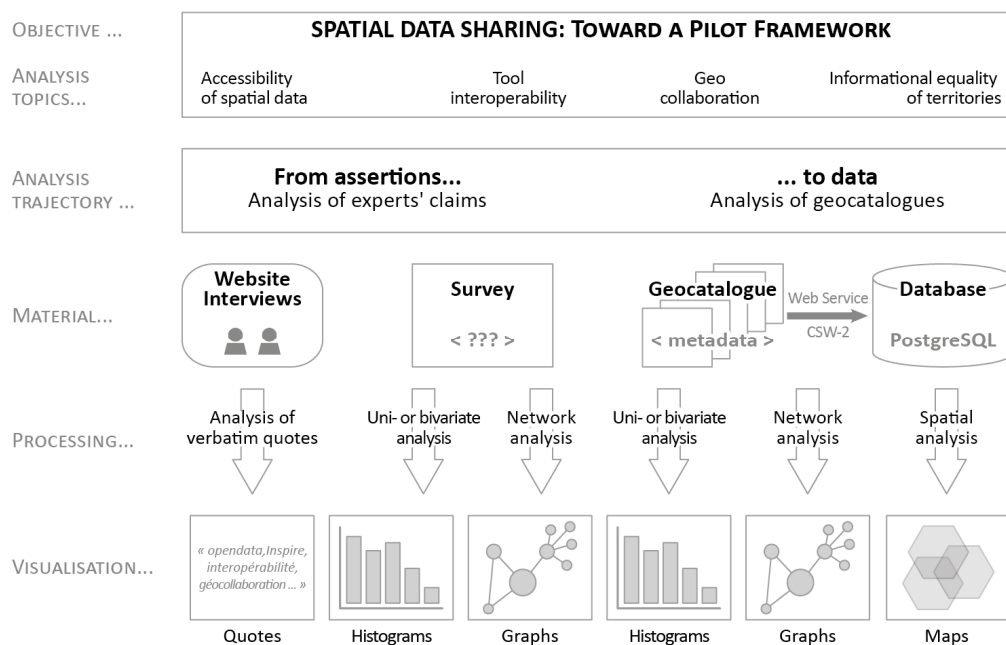 OBJECTIVE ...
SPATIAL DATA SHARING: TOWARD A PILOT FRAMEWORK
ANALYSIS
TOPICS...
Accessibility
of spatial data
Tool
interoperability
Geo
collaboration
Informational equality
of territories
ANALYSIS
TRAJECTORY ...
From assertions...
Analysis of experts' claims
... to data
Analysis of geocatalogues
MATERIAL...
Website
Interviews
Survey
< ??? >
Geocatalogue
< metadata >
Web Service
CSW-2
Database
PostgreSQL
PROCESSING...
Analysis of
verbatim quotes
Uni- or bivariate
analysis
Network
analysis
Uni- or bivariate
analysis
Network
analysis
Spatial
analysis
VISUALISATION...
« opendata,Inspire,
interopérabilité,
géocollaboration ... »
Quotes
Histograms
Graphs
Histograms
Graphs
Maps